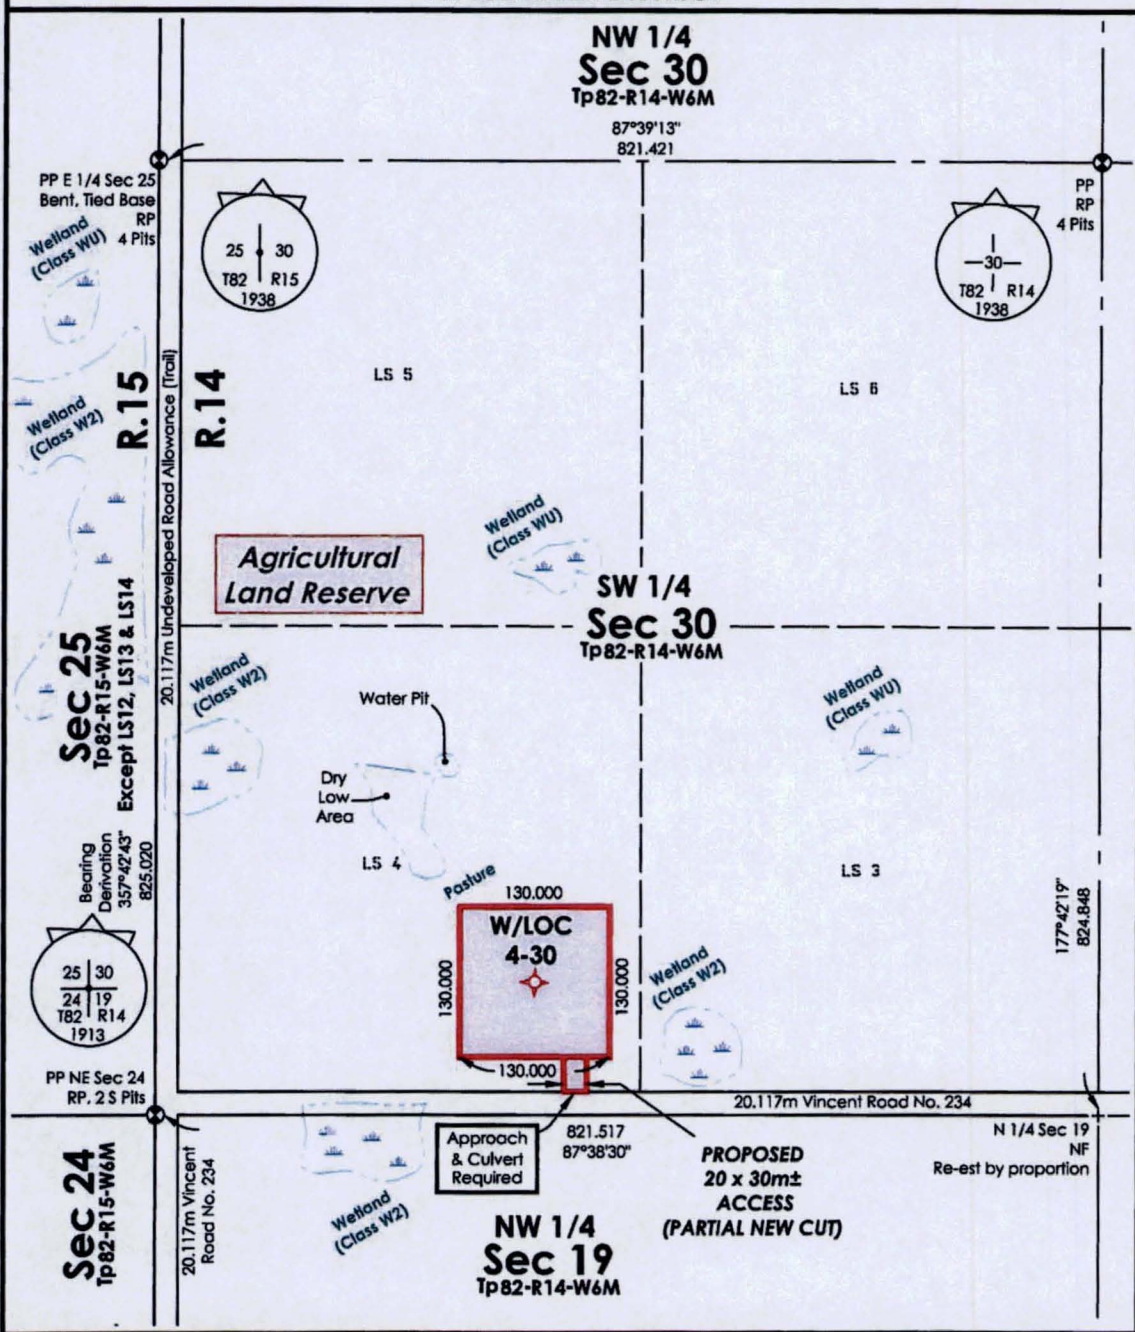 NW 1/4
Sec 30
Tp82-R14-W6M
87°39'13"
821.421
PP E 1/4 Sec 25
Bent, Tied Base
RP
4 Pits
25 30
T82 R15
1938
PP
RP
4 Pits
30
T82 R14
1938
Wetland
(Class WU)
Wetland
(Class W2)
R.15
20.117m Undeveloped Road Allowance (Trail)
R.14
LS 5
LS 6
Wetland
(Class WU)
Agricultural
Land Reserve
SW 1/4
Sec 30
Tp82-R14-W6M
Sec 25
Tp82-R15-W6M
Except LS12, LS13 & LS14
Wetland
(Class W2)
Water Pit
Wetland
(Class WU)
Dry
Low
Area
LS 4
LS 3
Bearing
Derivation
357°42'43"
825.020
Pasture
130.000
W/LOC
4-30
130.000
130.000
130.000
Wetland
(Class W2)
177°42'19"
824.848
25 30
24 19
T82 R14
1913
PP NE Sec 24
RP, 2 S Pits
20.117m Vincent Road No. 234
Sec 24
Tp82-R15-W6M
20.117m Vincent
Road No. 234
Wetland
(Class W2)
Approach
& Culvert
Required
821.517
87°38'30"
PROPOSED
20 x 30m±
ACCESS
(PARTIAL NEW CUT)
N 1/4 Sec 19
NF
Re-est by proportion
NW 1/4
Sec 19
Tp82-R14-W6M